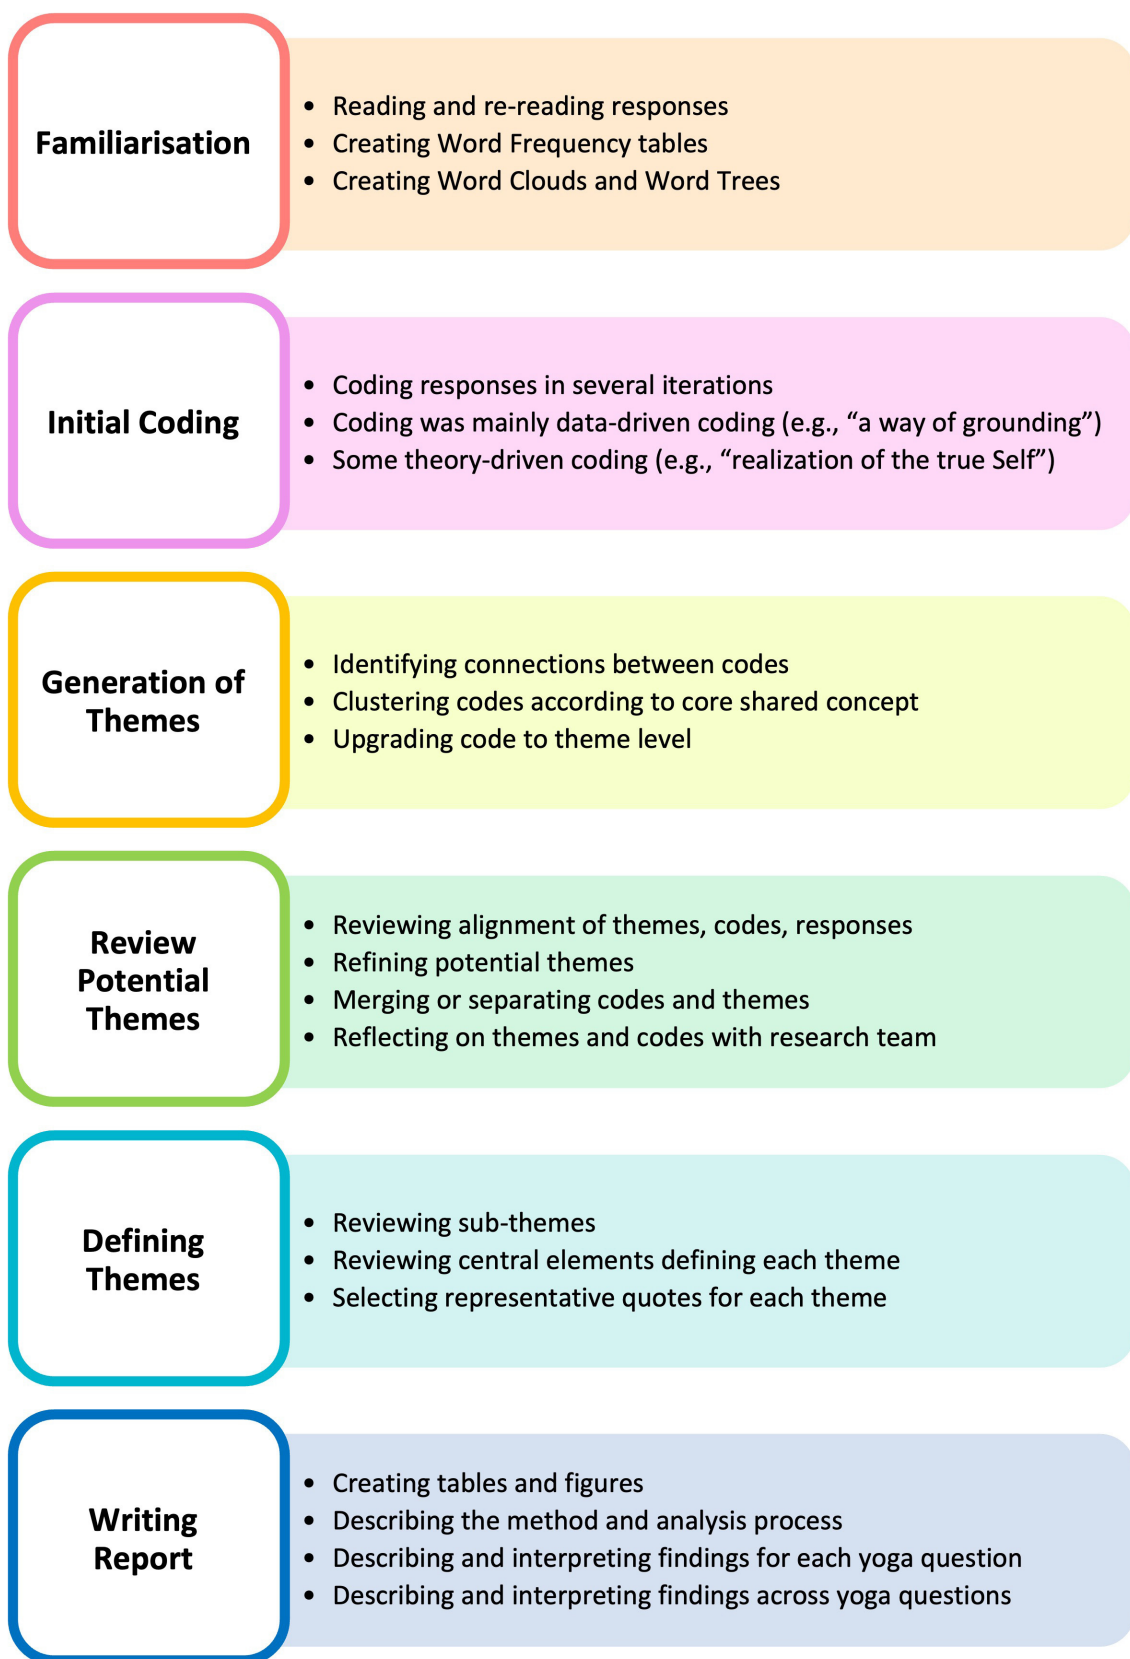 Familiarisation
• Reading and re-reading responses
• Creating Word Frequency tables
• Creating Word Clouds and Word Trees
Initial Coding
• Coding responses in several iterations
• Coding was mainly data-driven coding (e.g., “a way of grounding”)
• Some theory-driven coding (e.g., “realization of the true Self”)
Generation of
Themes
• Identifying connections between codes
• Clustering codes according to core shared concept
• Upgrading code to theme level
Review
Potential
Themes
• Reviewing alignment of themes, codes, responses
• Refining potential themes
• Merging or separating codes and themes
• Reflecting on themes and codes with research team
Defining
Themes
• Reviewing sub-themes
• Reviewing central elements defining each theme
• Selecting representative quotes for each theme
Writing
Report
• Creating tables and figures
• Describing the method and analysis process
• Describing and interpreting findings for each yoga question
• Describing and interpreting findings across yoga questions